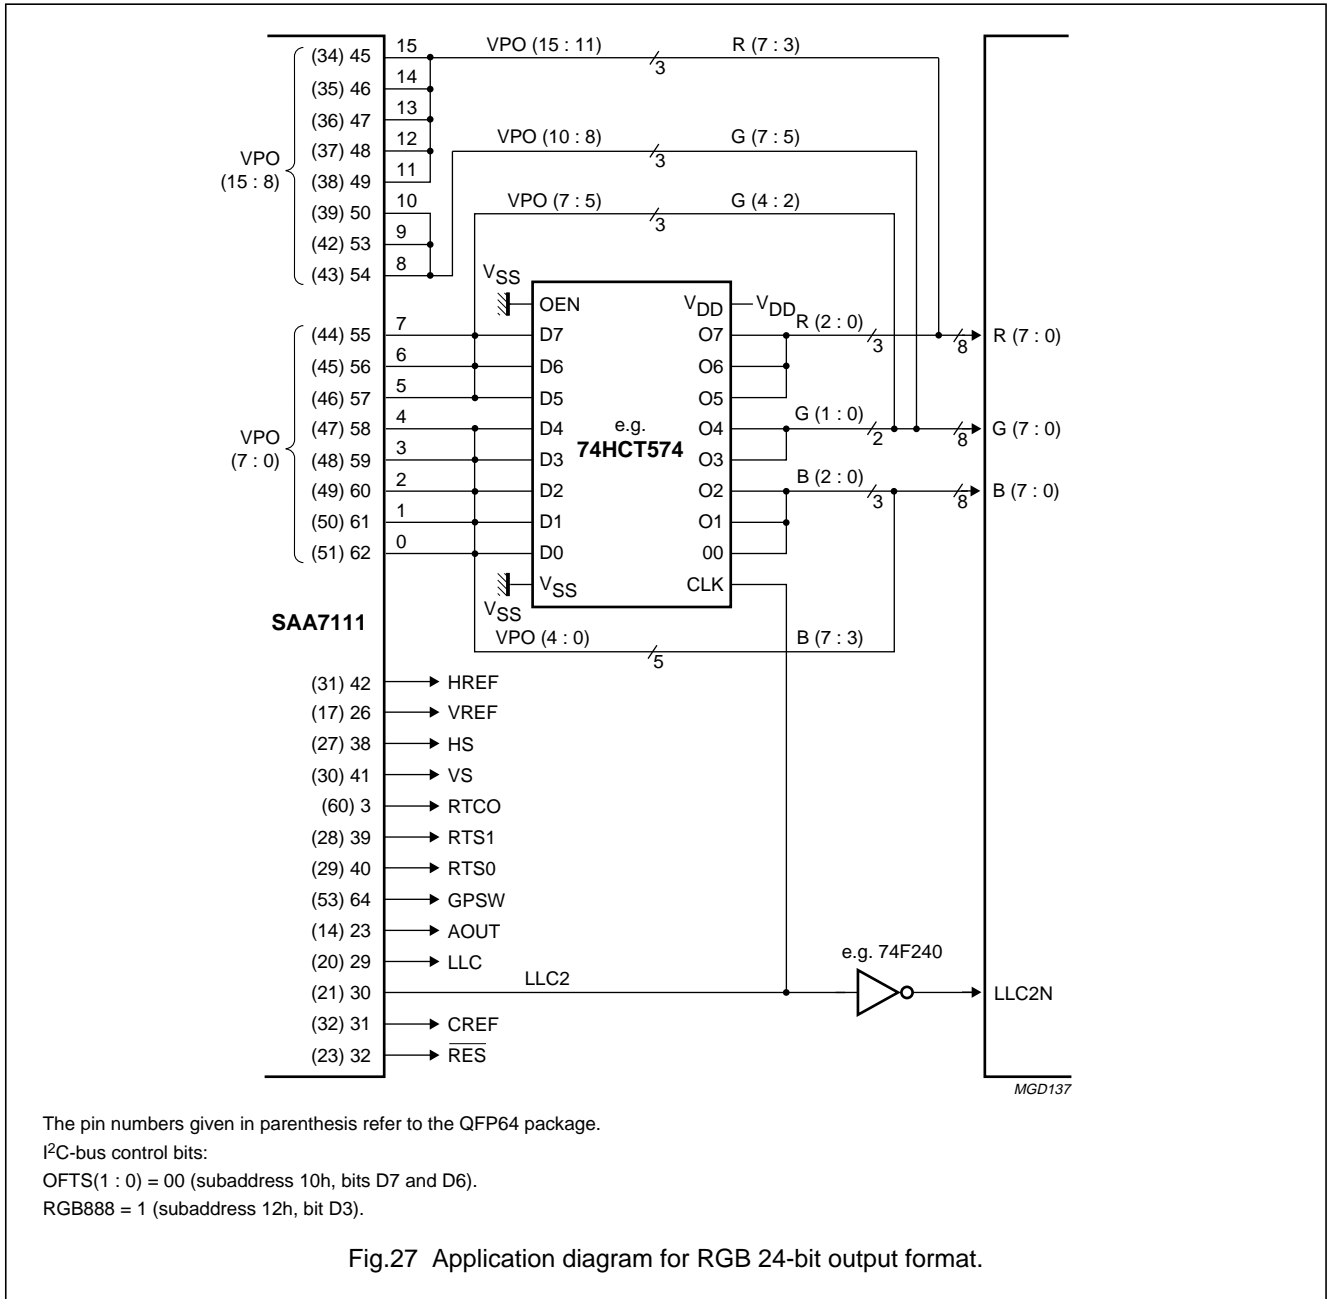 (34) 45 15 VPO (15 : 11) 3 R (7 : 3)
(35) 46 14
(36) 47 13
(37) 48 12
(38) 49 11
VPO
(15 : 8)
(39) 50 10 VPO (10 : 8) 3 G (7 : 5)
(42) 53 9
(43) 54 8
VPO (7 : 5) 3 G (4 : 2)
VSS OEN VDD VDD
(44) 55 7 D7 O7 R (2 : 0) 3 8 R (7 : 0)
(45) 56 6 D6 O6
(46) 57 5 D5 O5
e.g.
74HCT574
(47) 58 4 D4 O4 G (1 : 0) 2 8 G (7 : 0)
VPO
(7 : 0)
(48) 59 3 D3 O3
(49) 60 2 D2 O2 B (2 : 0) 3 8 B (7 : 0)
(50) 61 1 D1 O1
(51) 62 0 D0 00
VSS VSS CLK
SAA7111
VPO (4 : 0) 5 B (7 : 3)
(31) 42 HREF
(17) 26 VREF
(27) 38 HS
(30) 41 VS
(60) 3 RTCO
(28) 39 RTS1
(29) 40 RTS0
(53) 64 GPSW
(14) 23 AOUT
(20) 29 LLC
e.g. 74F240
(21) 30 LLC2 LLC2N
(32) 31 CREF
(23) 32 R̅E̅S̅
MGD137
The pin numbers given in parenthesis refer to the QFP64 package.
I²C-bus control bits:
OFTS(1 : 0) = 00 (subaddress 10h, bits D7 and D6).
RGB888 = 1 (subaddress 12h, bit D3).
Fig.27 Application diagram for RGB 24-bit output format.